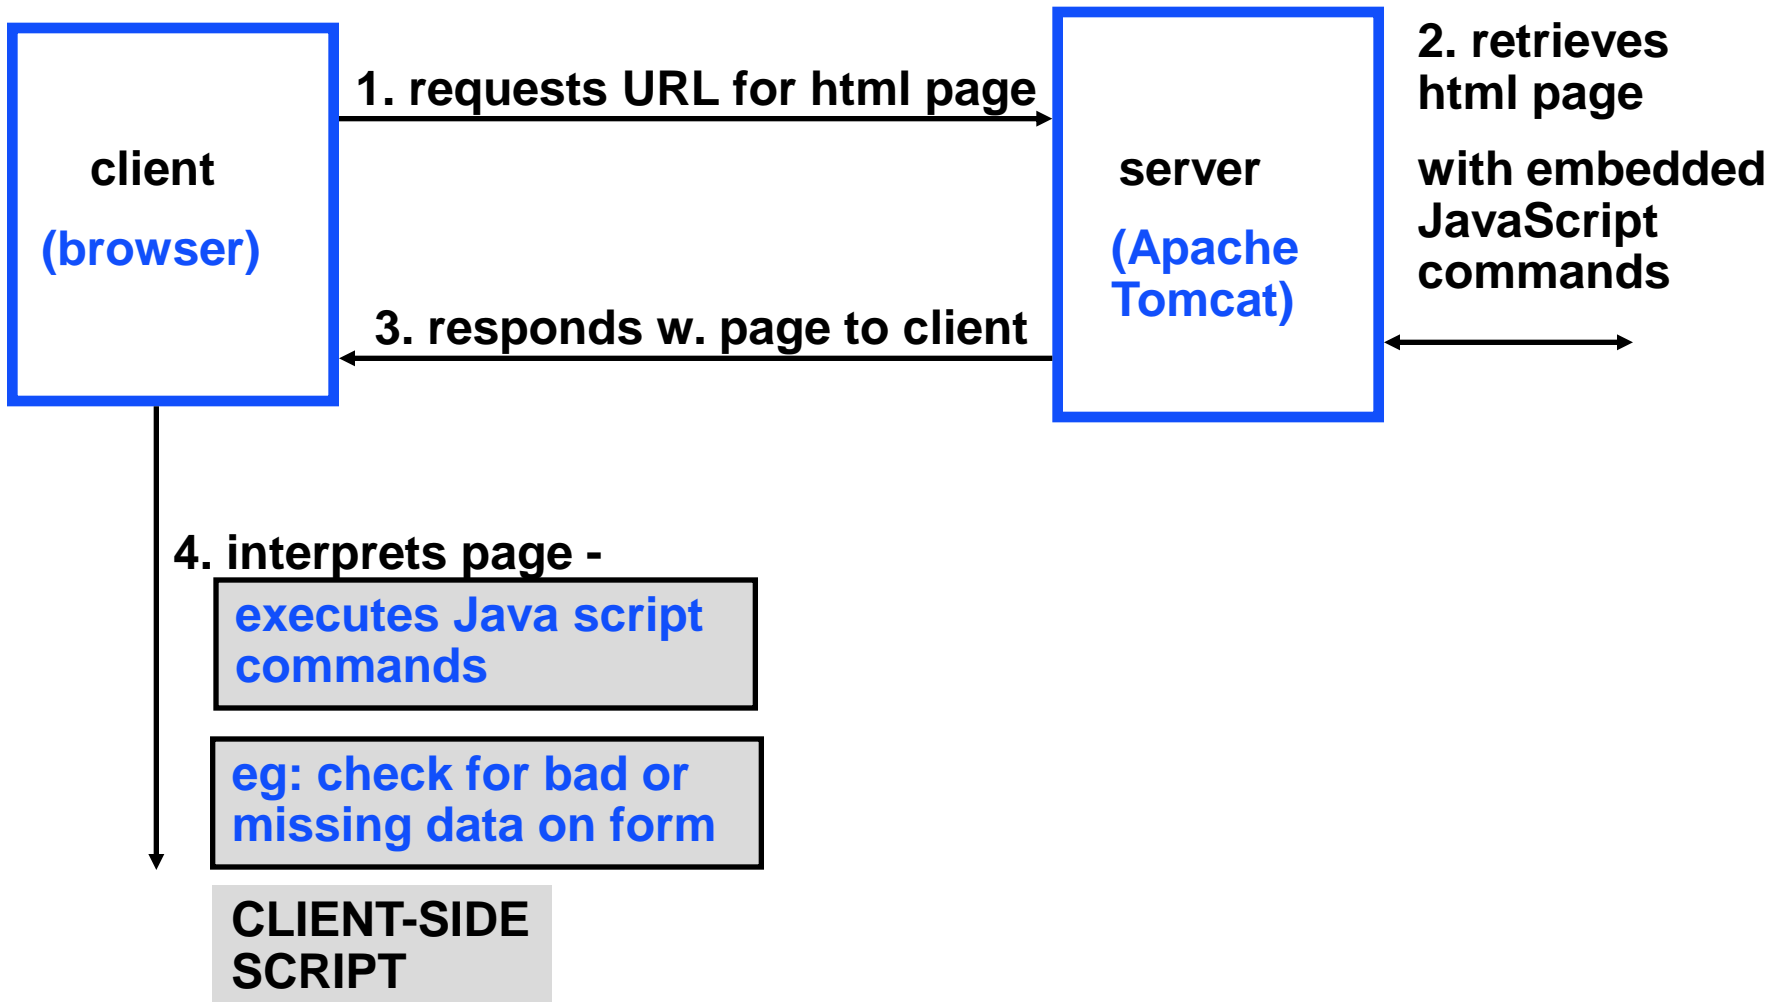 1. requests URL for html page
2. retrieves
html page
with embedded
JavaScript
commands
client
(browser)
server
(Apache
Tomcat)
3. responds w. page to client
4. interprets page -
executes Java script
commands
eg: check for bad or
missing data on form
CLIENT-SIDE
SCRIPT